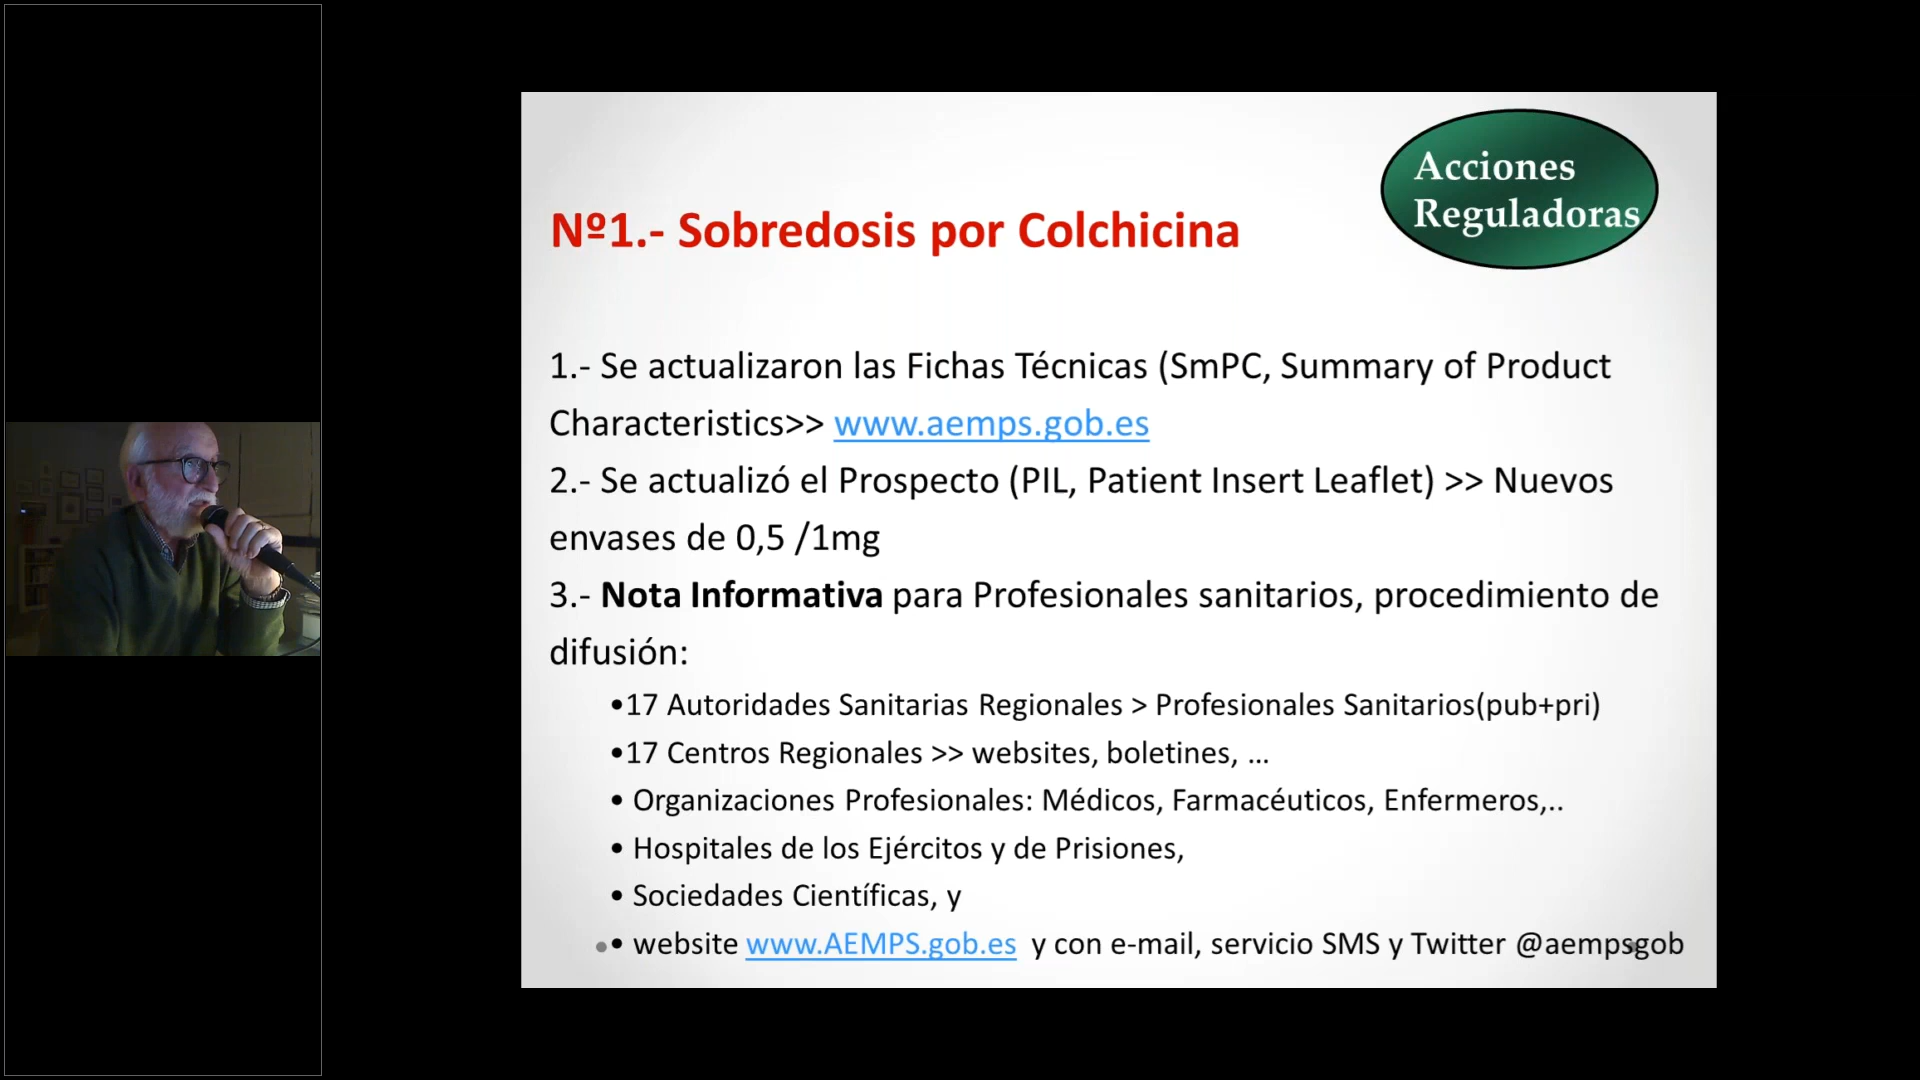 Acciones
Reguladoras
Nº1.- Sobredosis por Colchicina
1.- Se actualizaron las Fichas Técnicas (SmPC, Summary of Product
Characteristics>> www.aemps.gob.es
2.- Se actualizó el Prospecto (PIL, Patient Insert Leaflet) >> Nuevos
envases de 0,5 /1mg
3.- Nota Informativa para Profesionales sanitarios, procedimiento de
difusión:
•17 Autoridades Sanitarias Regionales > Profesionales Sanitarios(pub+pri)
•17 Centros Regionales >> websites, boletines, ...
• Organizaciones Profesionales: Médicos, Farmacéuticos, Enfermeros,..
• Hospitales de los Ejércitos y de Prisiones,
• Sociedades Científicas, y
• website www.AEMPS.gob.es y con e-mail, servicio SMS y Twitter @aempsgob